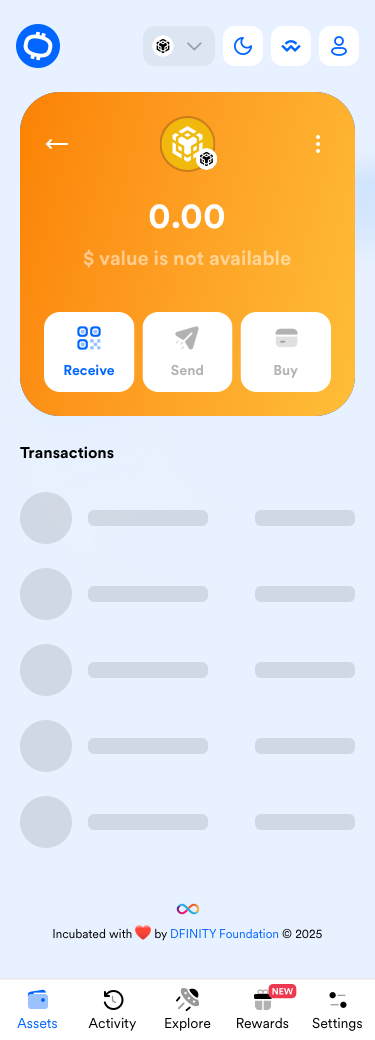 0.00
$ value is not available
Receive
Send
Buy
Transactions
Incubated with ❤️ by DFINITY Foundation © 2025
NEW
Assets
Activity
Explore
Rewards
Settings